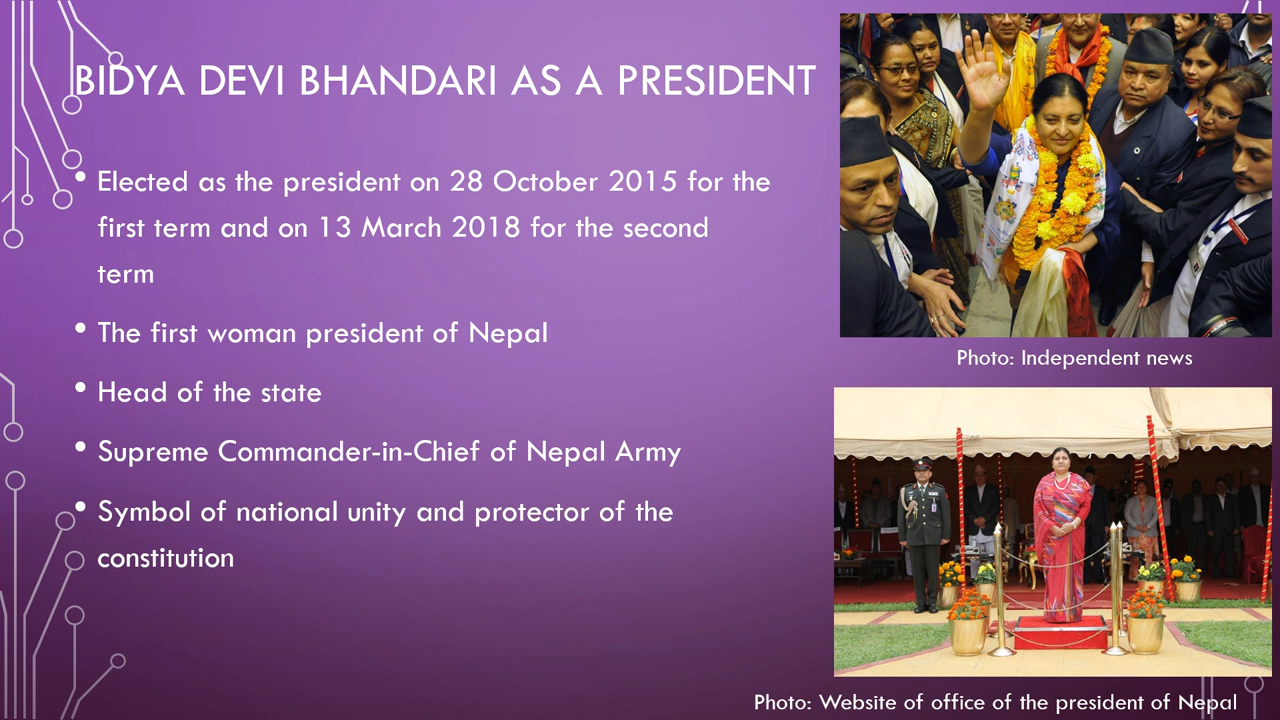 BIDYA DEVI BHANDARI AS A PRESIDENT
• Elected as the president on 28 October 2015 for the
first term and on 13 March 2018 for the second
term
• The first woman president of Nepal
• Head of the state
• Supreme Commander-in-Chief of Nepal Army
• Symbol of national unity and protector of the
constitution
Photo: Independent news
Photo: Website of office of the president of Nepal